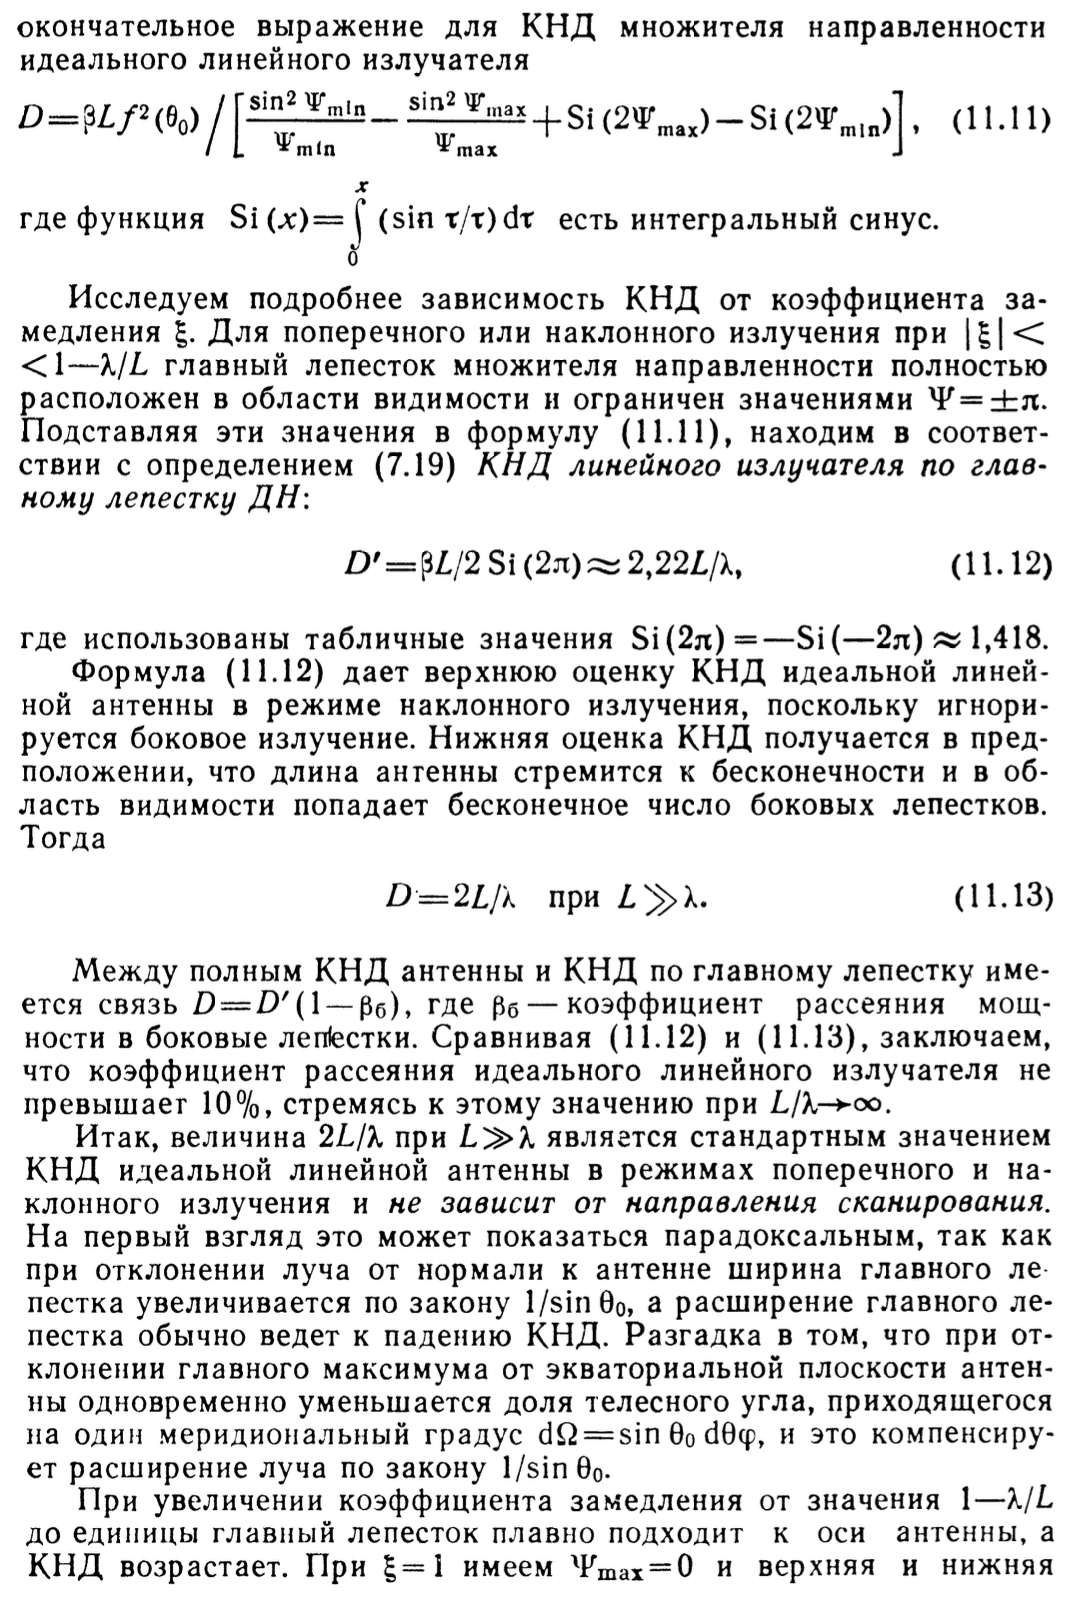 окончательное выражение для КНД множителя направленности
идеального линейного излучателя
D=βLf²(θ₀) / [sin² Ψmin/Ψmin − sin² Ψmax/Ψmax + Si (2Ψmax) − Si (2Ψmin)], (11.11)
где функция Si (x)=∫₀ˣ (sin τ/τ) dτ есть интегральный синус.
Исследуем подробнее зависимость КНД от коэффициента за-
медления ξ. Для поперечного или наклонного излучения при |ξ|<
<1—λ/L главный лепесток множителя направленности полностью
расположен в области видимости и ограничен значениями Ψ=±π.
Подставляя эти значения в формулу (11.11), находим в соответ-
ствии с определением (7.19) КНД линейного излучателя по глав-
ному лепестку ДН:
D′=βL/2 Si (2π)≈2,22L/λ, (11.12)
где использованы табличные значения Si(2π)=—Si(—2π)≈1,418.
Формула (11.12) дает верхнюю оценку КНД идеальной линей-
ной антенны в режиме наклонного излучения, поскольку игнори-
руется боковое излучение. Нижняя оценка КНД получается в пред-
положении, что длина антенны стремится к бесконечности и в об-
ласть видимости попадает бесконечное число боковых лепестков.
Тогда
D=2L/λ при L≫λ. (11.13)
Между полным КНД антенны и КНД по главному лепестку име-
ется связь D=D′(1—βб), где βб — коэффициент рассеяния мощ-
ности в боковые лепестки. Сравнивая (11.12) и (11.13), заключаем,
что коэффициент рассеяния идеального линейного излучателя не
превышает 10%, стремясь к этому значению при L/λ→∞.
Итак, величина 2L/λ при L≫λ является стандартным значением
КНД идеальной линейной антенны в режимах поперечного и на-
клонного излучения и не зависит от направления сканирования.
На первый взгляд это может показаться парадоксальным, так как
при отклонении луча от нормали к антенне ширина главного ле-
пестка увеличивается по закону 1/sin θ₀, а расширение главного ле-
пестка обычно ведет к падению КНД. Разгадка в том, что при от-
клонении главного максимума от экваториальной плоскости антен-
ны одновременно уменьшается доля телесного угла, приходящегося
на один меридиональный градус dΩ=sin θ₀ dθφ, и это компенсиру-
ет расширение луча по закону 1/sin θ₀.
При увеличении коэффициента замедления от значения 1—λ/L
до единицы главный лепесток плавно подходит к оси антенны, а
КНД возрастает. При ξ=1 имеем Ψmax=0 и верхняя и нижняя